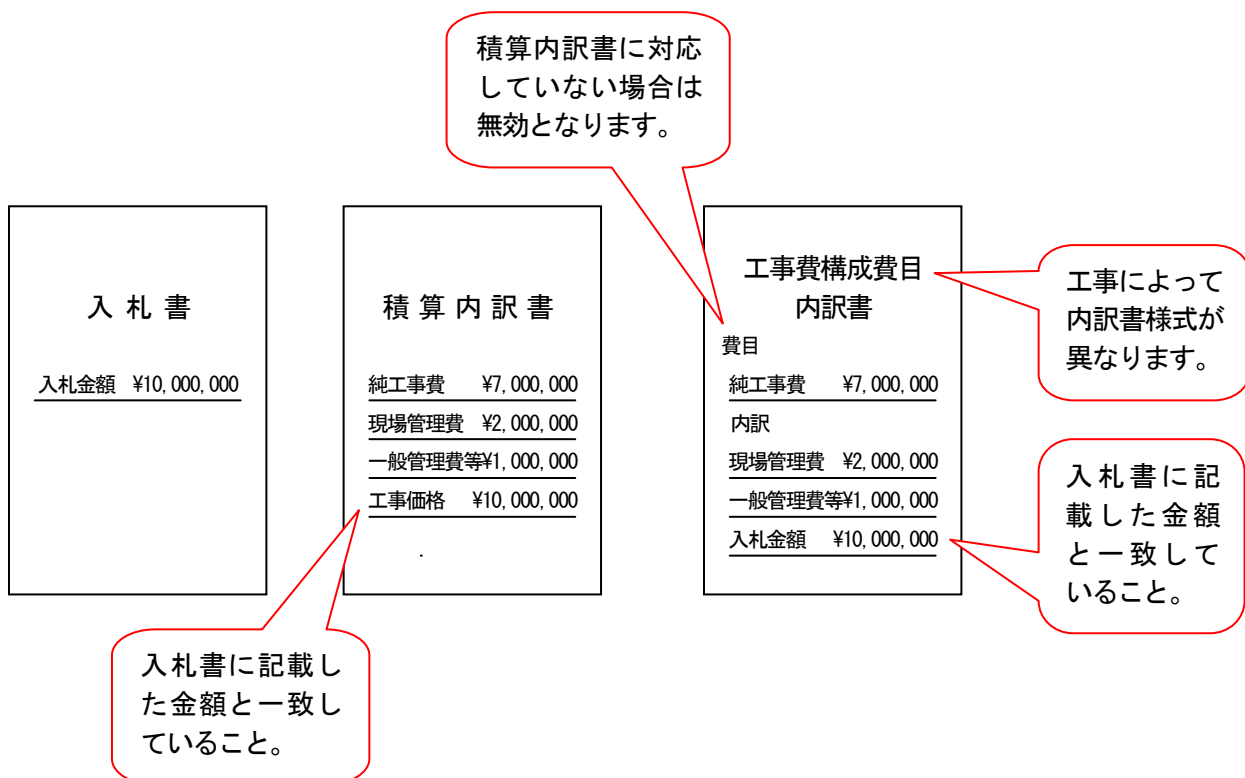 積算内訳書に対応
していない場合は
無効となります。
入札書
入札金額 ¥10,000,000
積算内訳書
純工事費 ¥7,000,000
現場管理費 ¥2,000,000
一般管理費等¥1,000,000
工事価格 ¥10,000,000
.
工事費構成費目
内訳書
費目
純工事費 ¥7,000,000
内訳
現場管理費 ¥2,000,000
一般管理費等¥1,000,000
入札金額 ¥10,000,000
工事によって
内訳書様式が
異なります。
入札書に記
載した金額
と一致して
いること。
入札書に記載し
た金額と一致し
ていること。